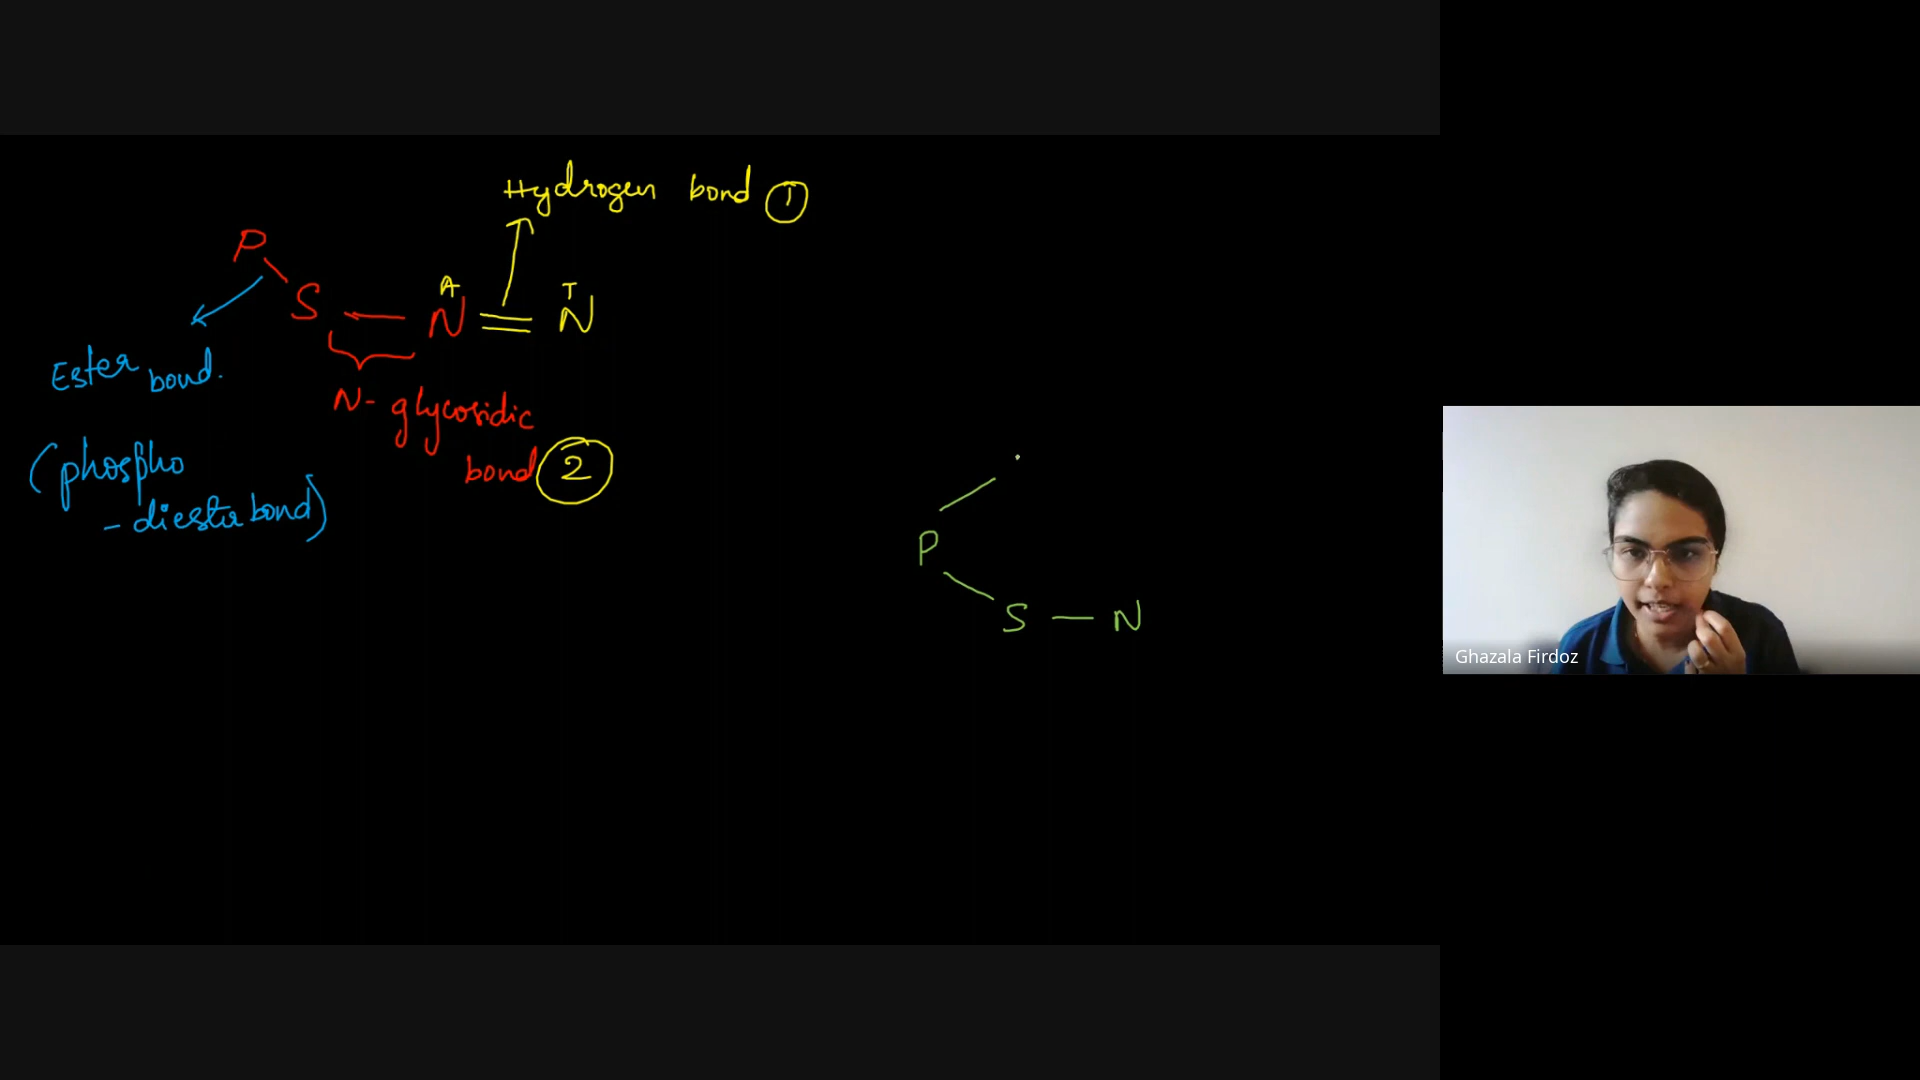 Hydrogen bond ①
P
A T
S N N
Ester bond.
N- glycosidic
bond ②
(phospho
- diester bond)
P
S — N
Ghazala Firdoz